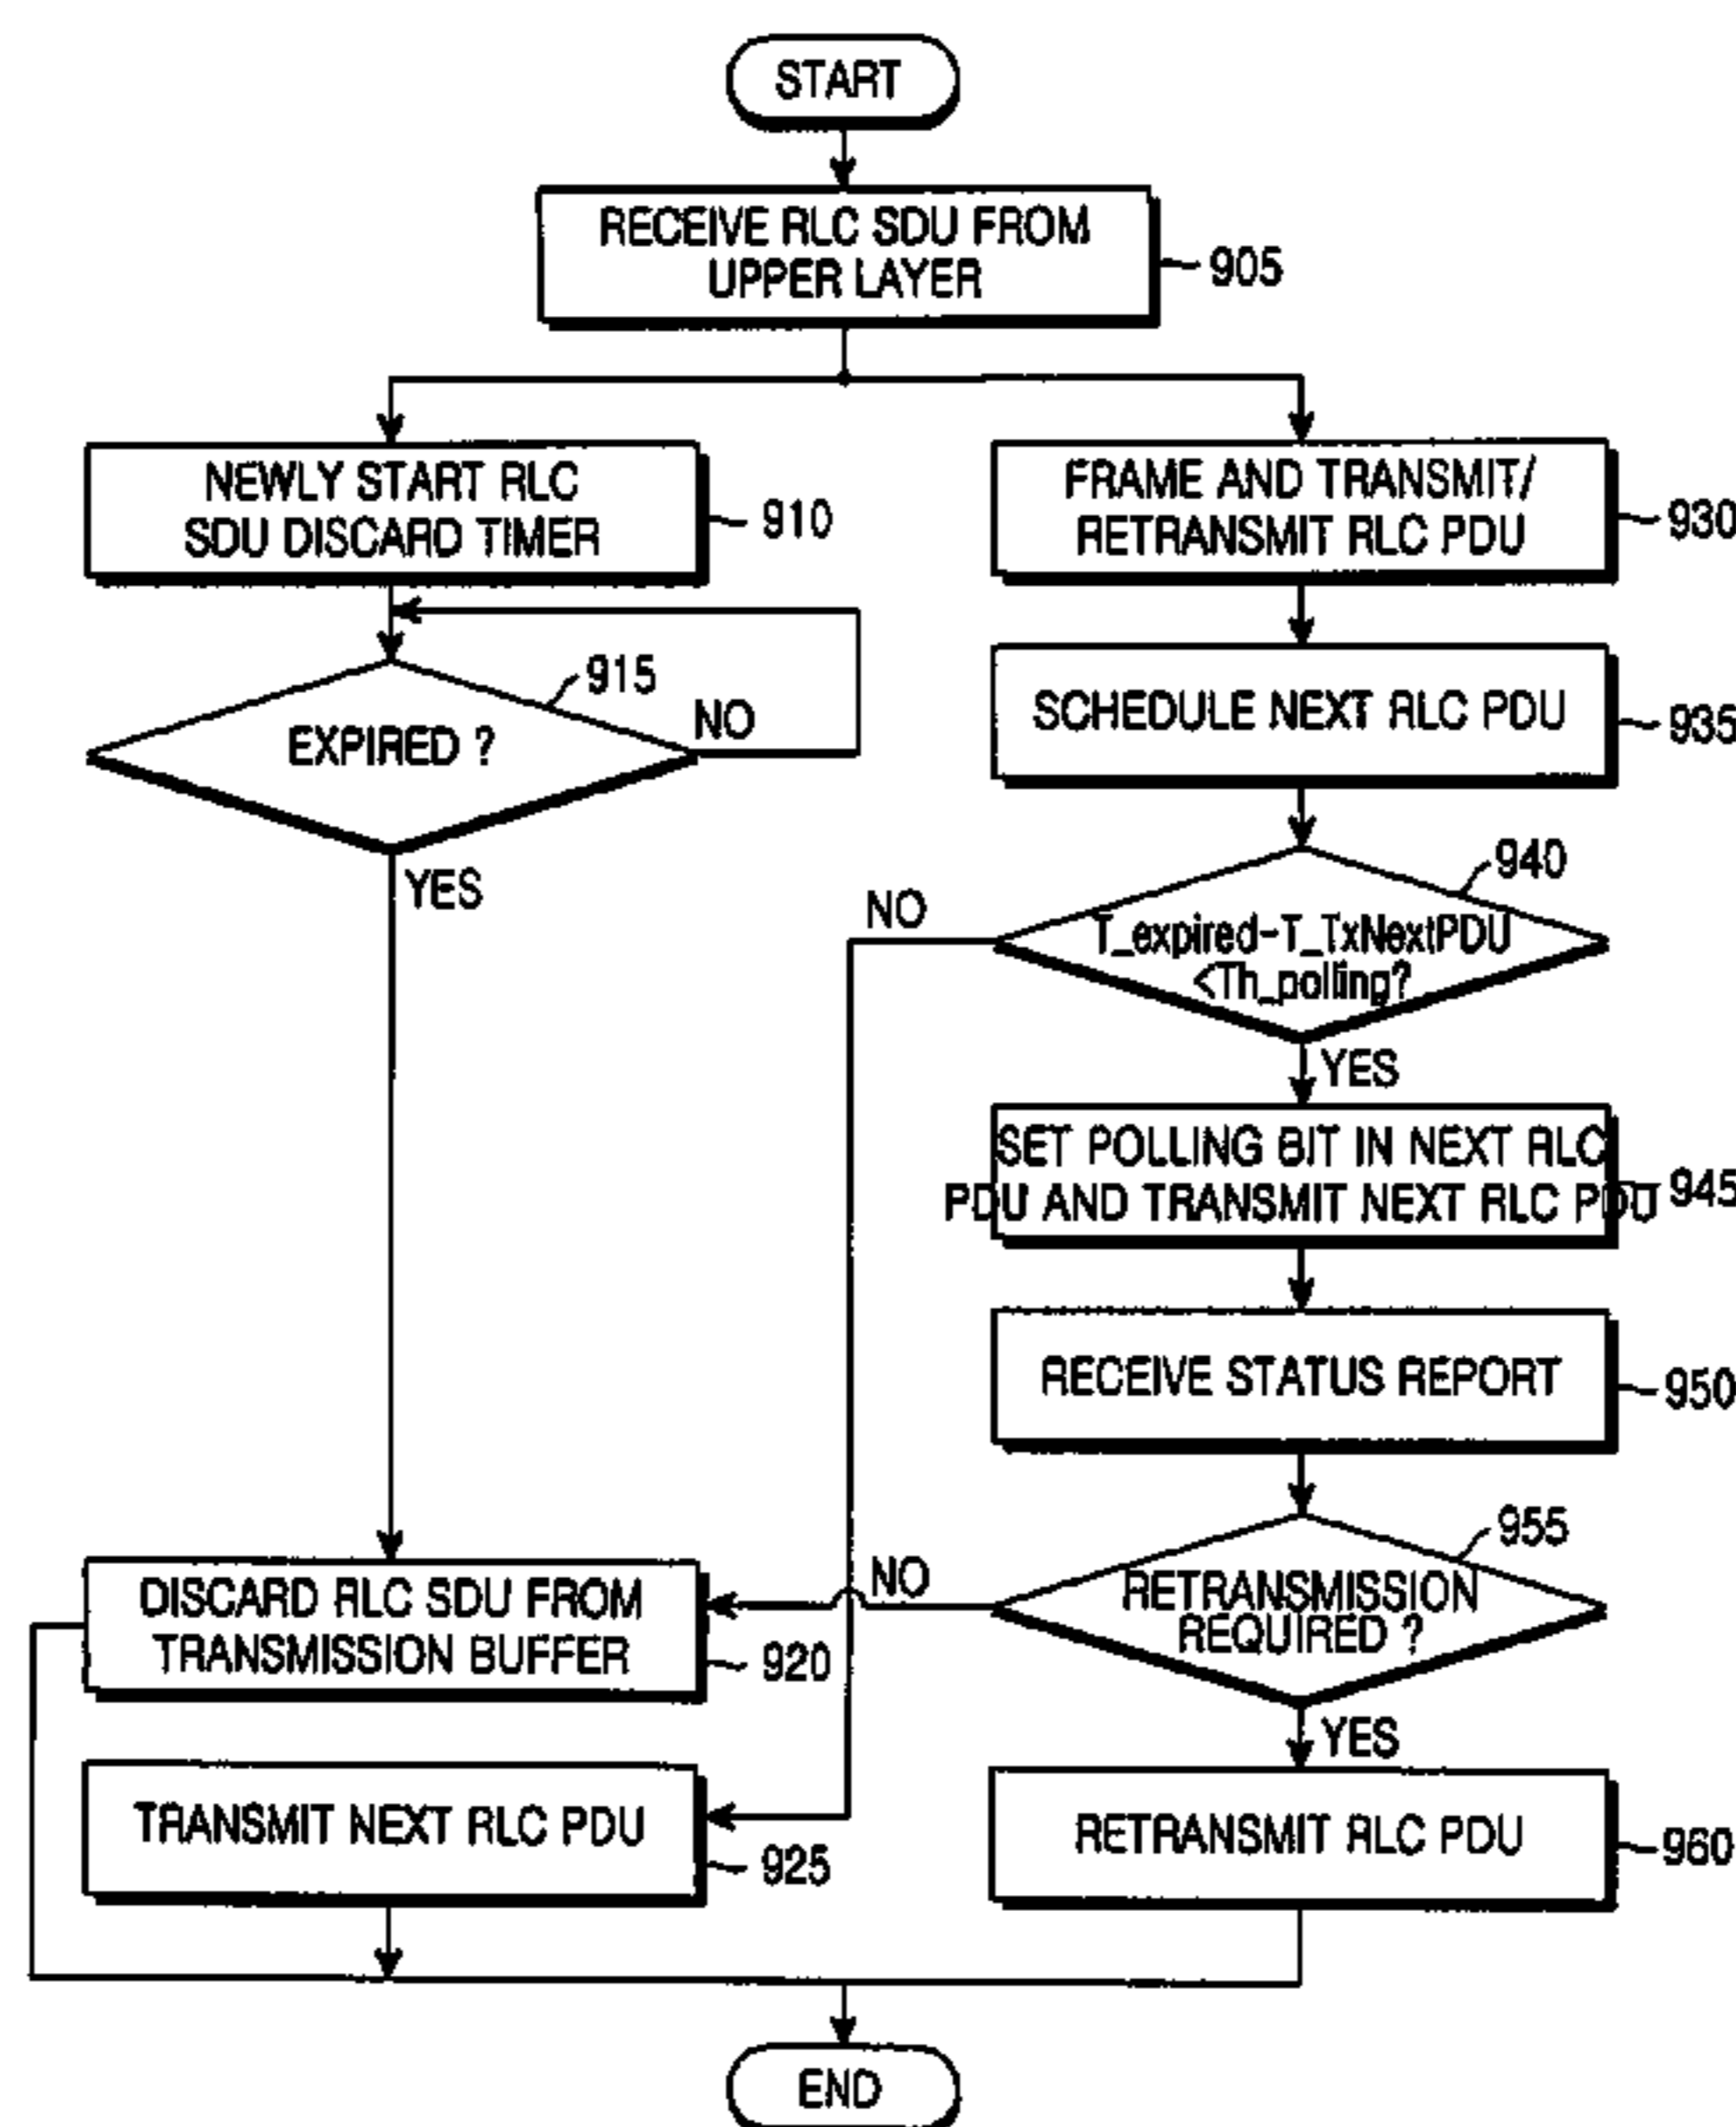 START
RECEIVE RLC SDU FROM
UPPER LAYER
905
NEWLY START RLC
SDU DISCARD TIMER
910
FRAME AND TRANSMIT/
RETRANSMIT RLC PDU
930
915
EXPIRED ?
NO
YES
SCHEDULE NEXT RLC PDU
935
940
NO
T_expired-T_TxNextPDU
<Th_polling?
YES
SET POLLING BIT IN NEXT RLC
PDU AND TRANSMIT NEXT RLC PDU
945
RECEIVE STATUS REPORT
950
955
NO
RETRANSMISSION
REQUIRED ?
YES
DISCARD RLC SDU FROM
TRANSMISSION BUFFER
920
TRANSMIT NEXT RLC PDU
925
RETRANSMIT RLC PDU
960
END